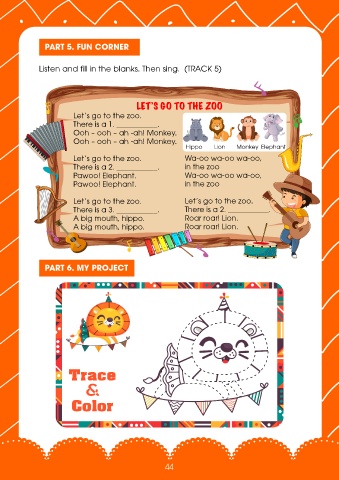 PART 5. FUN CORNER
Listen and fill in the blanks. Then sing. (TRACK 5)
LET'S GO TO THE ZOO
Let's go to the zoo.
There is a 1. __________.
Ooh - ooh - ah -ah! Monkey.
Ooh - ooh - ah -ah! Monkey.
Hippo Lion Monkey Elephant
Let's go to the zoo.
There is a 2. __________.
Pawoo! Elephant.
Pawoo! Elephant.
Wa-oo wa-oo wa-oo,
in the zoo
Wa-oo wa-oo wa-oo,
in the zoo
Let's go to the zoo.
There is a 3. __________.
A big mouth, hippo.
A big mouth, hippo.
Let's go to the zoo.
There is a 2. ____
Roar roar! Lion.
Roar roar! Lion.
PART 6. MY PROJECT
Trace
&
Color
44